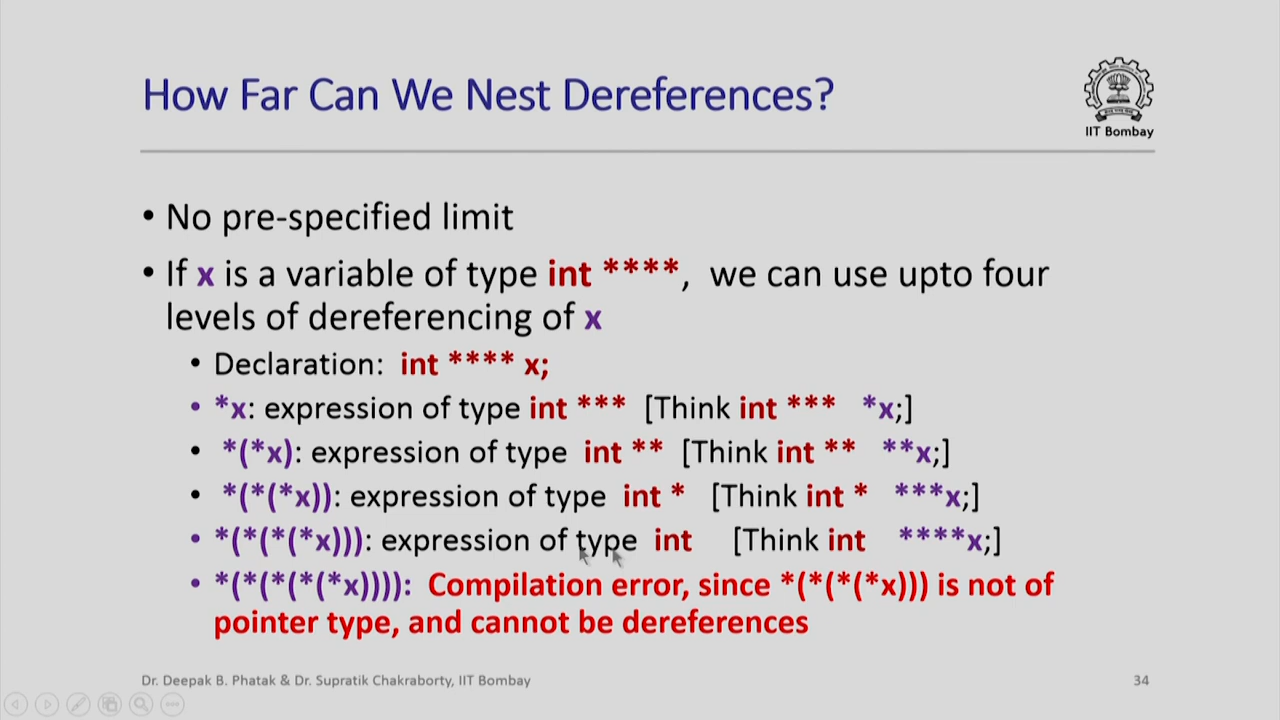 How Far Can We Nest Dereferences?
IIT Bombay
• No pre-specified limit
• If x is a variable of type int ****, we can use upto four
levels of dereferencing of x
• Declaration: int **** x;
• *x: expression of type int *** [Think int *** *x;]
• *(*x): expression of type int ** [Think int ** **x;]
• *(*(*x)): expression of type int * [Think int * ***x;]
• *(*(*(*x))): expression of type int [Think int ****x;]
• *(*(*(*(*x)))): Compilation error, since *(*(*(*x))) is not of
pointer type, and cannot be dereferences
Dr. Deepak B. Phatak & Dr. Supratik Chakraborty, IIT Bombay
34